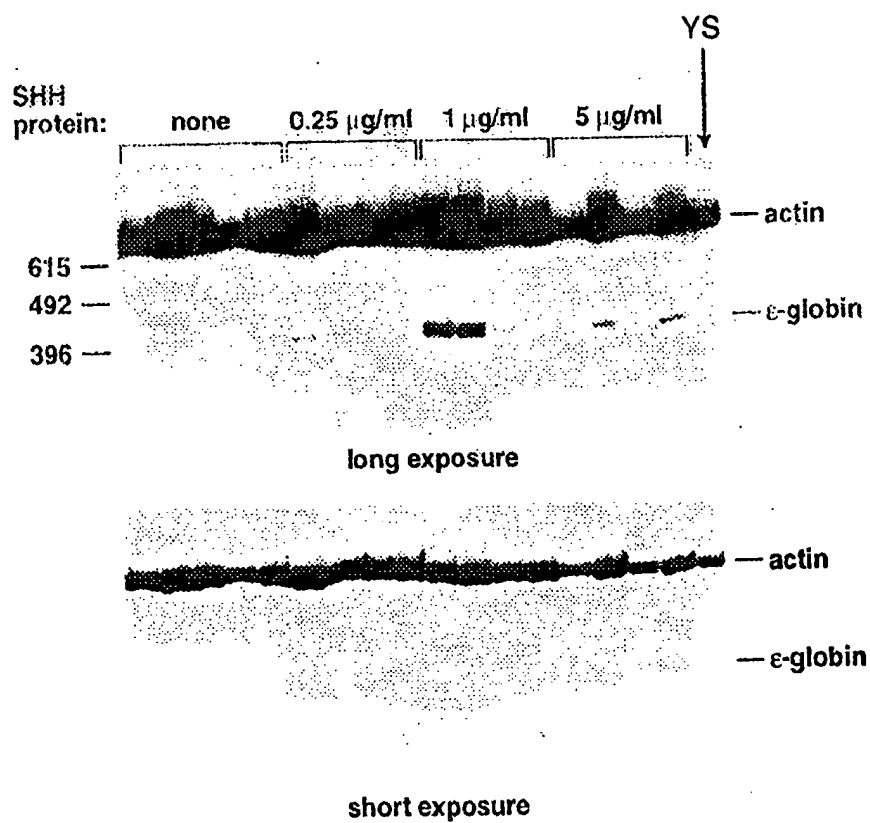 YS
SHH
protein:
none
0.25 µg/ml
1 µg/ml
5 µg/ml
actin
615
492
ε-globin
396
long exposure
actin
ε-globin
short exposure